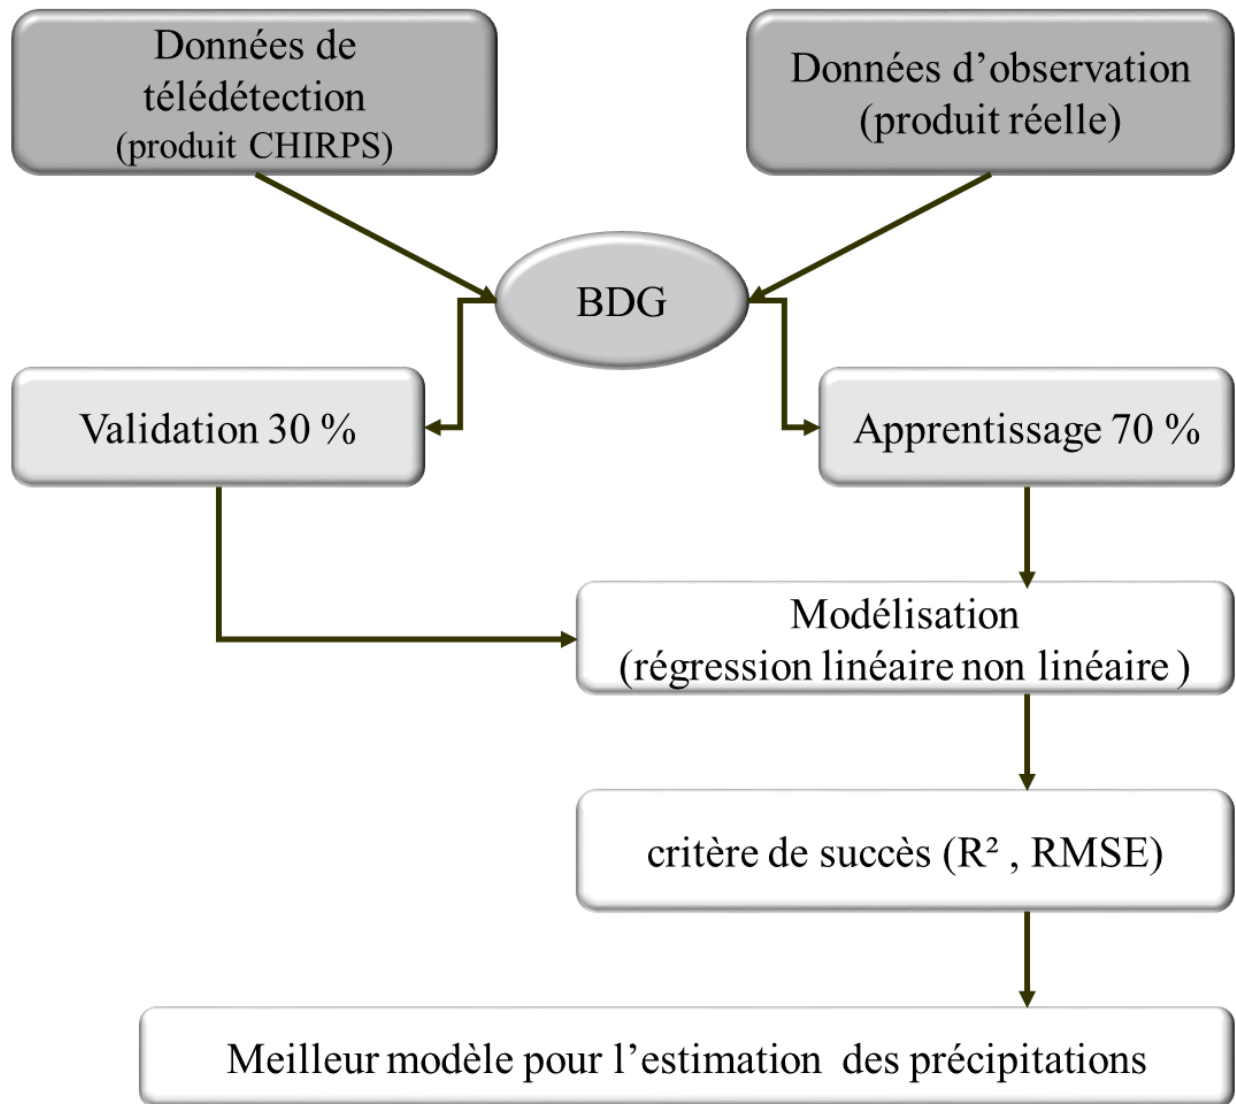 Données de
télédétection
(produit CHIRPS)
Données d’observation
(produit réelle)
BDG
Validation 30 %
Apprentissage 70 %
Modélisation
(régression linéaire non linéaire )
critère de succès (R² , RMSE)
Meilleur modèle pour l’estimation  des précipitations